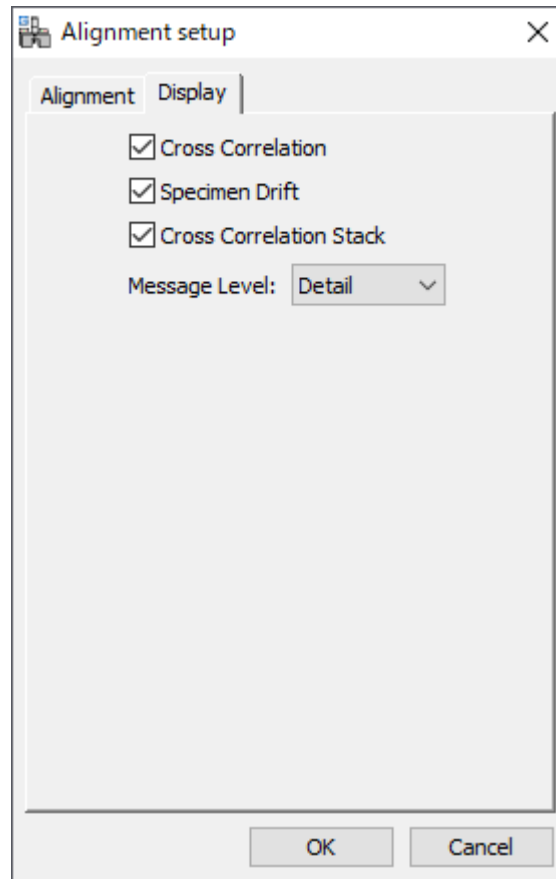 Alignment setup
Alignment Display
Cross Correlation
Specimen Drift
Cross Correlation Stack
Message Level: Detail
OK Cancel